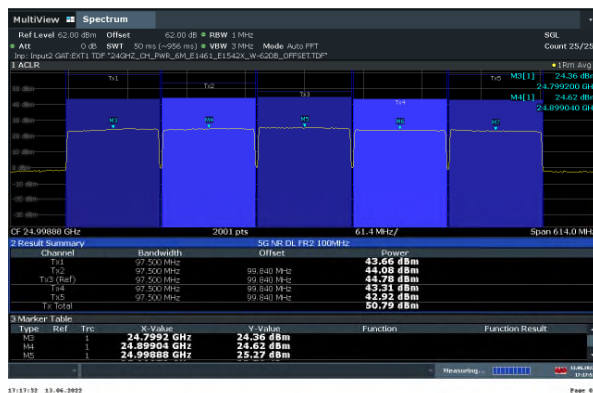 MultiView Spectrum
Ref Level 62.00 dBm Offset 62.00 dB RBW 1 MHz SGL
Att 0 dB SWT 50 ms (~956 ms) VBW 3 MHz Mode Auto FFT Count 25/25
Inp: Input2 GAT:EXT1 TDF "24GHZ_CH_PWR_6M_E1461_E1542X_W-62DB_OFFSET.TDF"
1 ACLR 1Rm Avg
Tx1 Tx2 Tx3 Tx4 Tx5
M3[1] 24.36 dBm
24.799200 GHz
M4[1] 24.62 dBm
24.899040 GHz
M3 M4 M5 M6 M7
CF 24.99888 GHz 2001 pts 61.4 MHz/ Span 614.0 MHz
2 Result Summary 5G NR DL FR2 100MHz
Channel Bandwidth Offset Power
Tx1 97.500 MHz 43.66 dBm
Tx2 97.500 MHz 99.840 MHz 44.08 dBm
Tx3 (Ref) 97.500 MHz 99.840 MHz 44.78 dBm
Tx4 97.500 MHz 99.840 MHz 43.31 dBm
Tx5 97.500 MHz 99.840 MHz 42.92 dBm
Tx Total 50.79 dBm
3 Marker Table
Type Ref Trc X-Value Y-Value Function Function Result
M3 1 24.7992 GHz 24.36 dBm
M4 1 24.89904 GHz 24.62 dBm
M5 1 24.99888 GHz 25.27 dBm
Measuring...
17:17:52 13.06.2022 Page